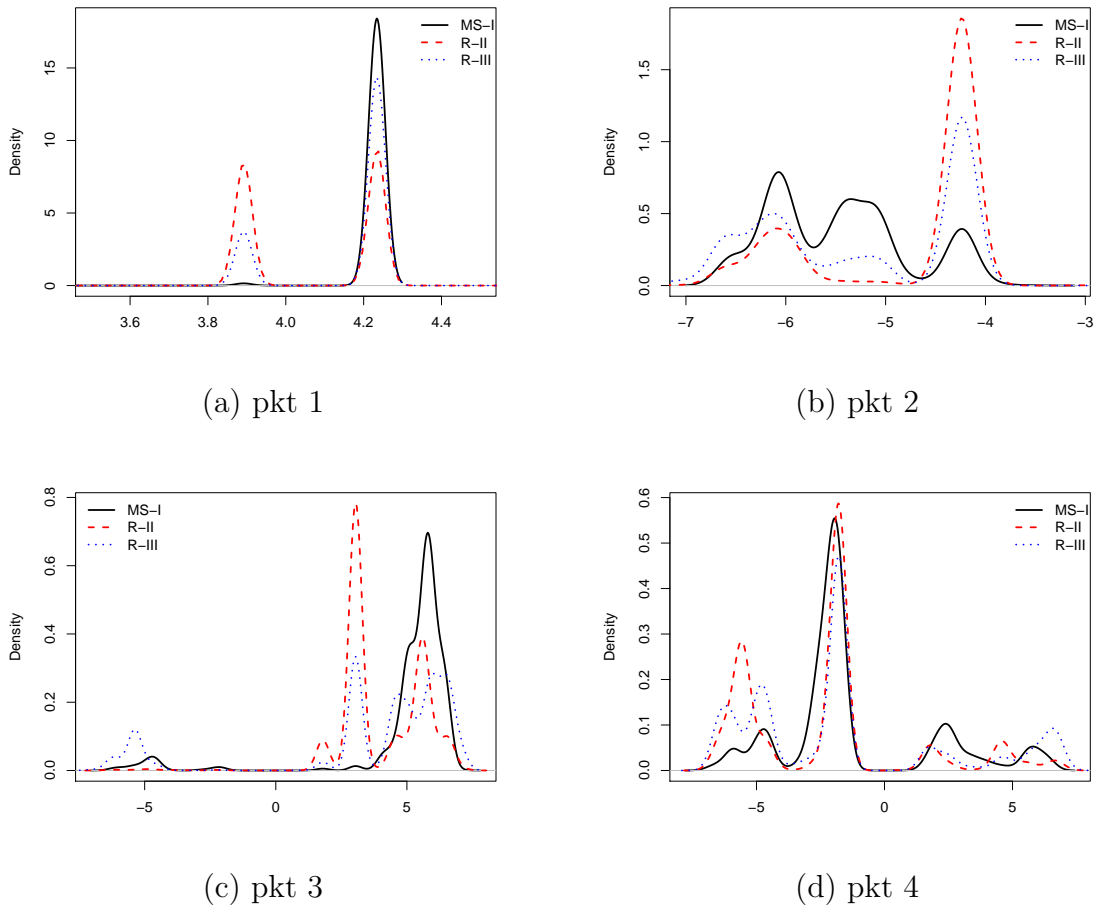 MS−I
R−II
R−III
Density
15
10
5
0
3.6 3.8 4.0 4.2 4.4
(a) pkt 1
MS−I
R−II
R−III
Density
1.5
1.0
0.5
0.0
−7 −6 −5 −4 −3
(b) pkt 2
MS−I
R−II
R−III
Density
0.8
0.6
0.4
0.2
0.0
−5 0 5
(c) pkt 3
MS−I
R−II
R−III
Density
0.6
0.5
0.4
0.3
0.2
0.1
0.0
−5 0 5
(d) pkt 4